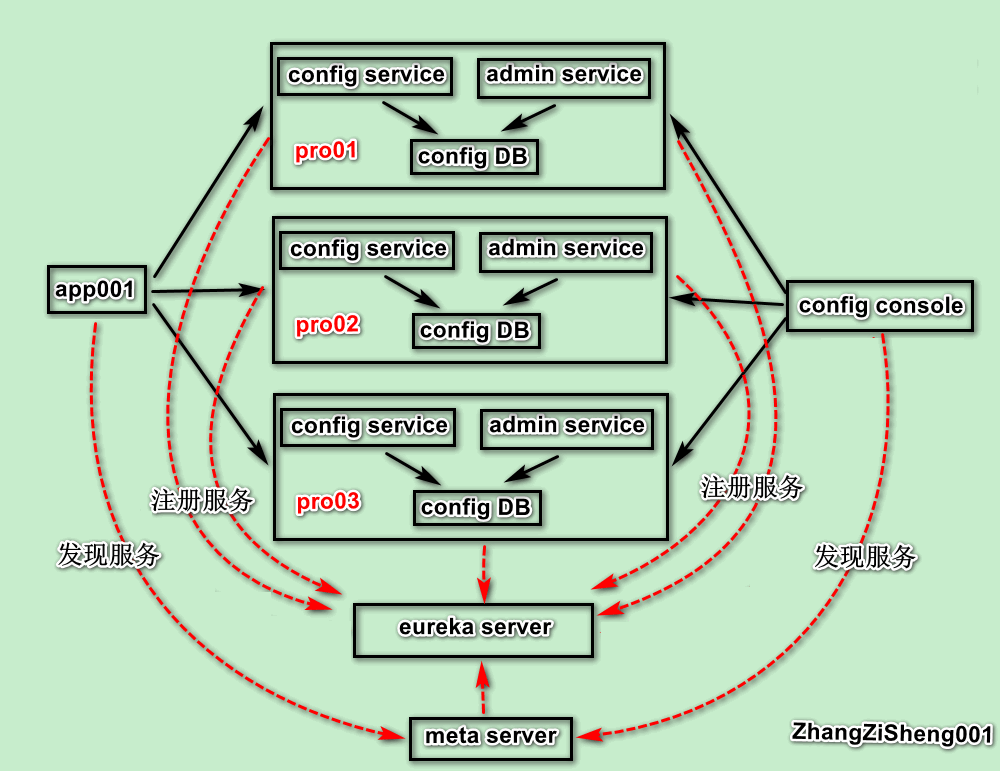 config service
admin service
pro01
config DB
config service
admin service
app001
config console
pro02
config DB
config service
admin service
pro03
config DB
注册服务
注册服务
发现服务
发现服务
eureka server
meta server
ZhangZiSheng001